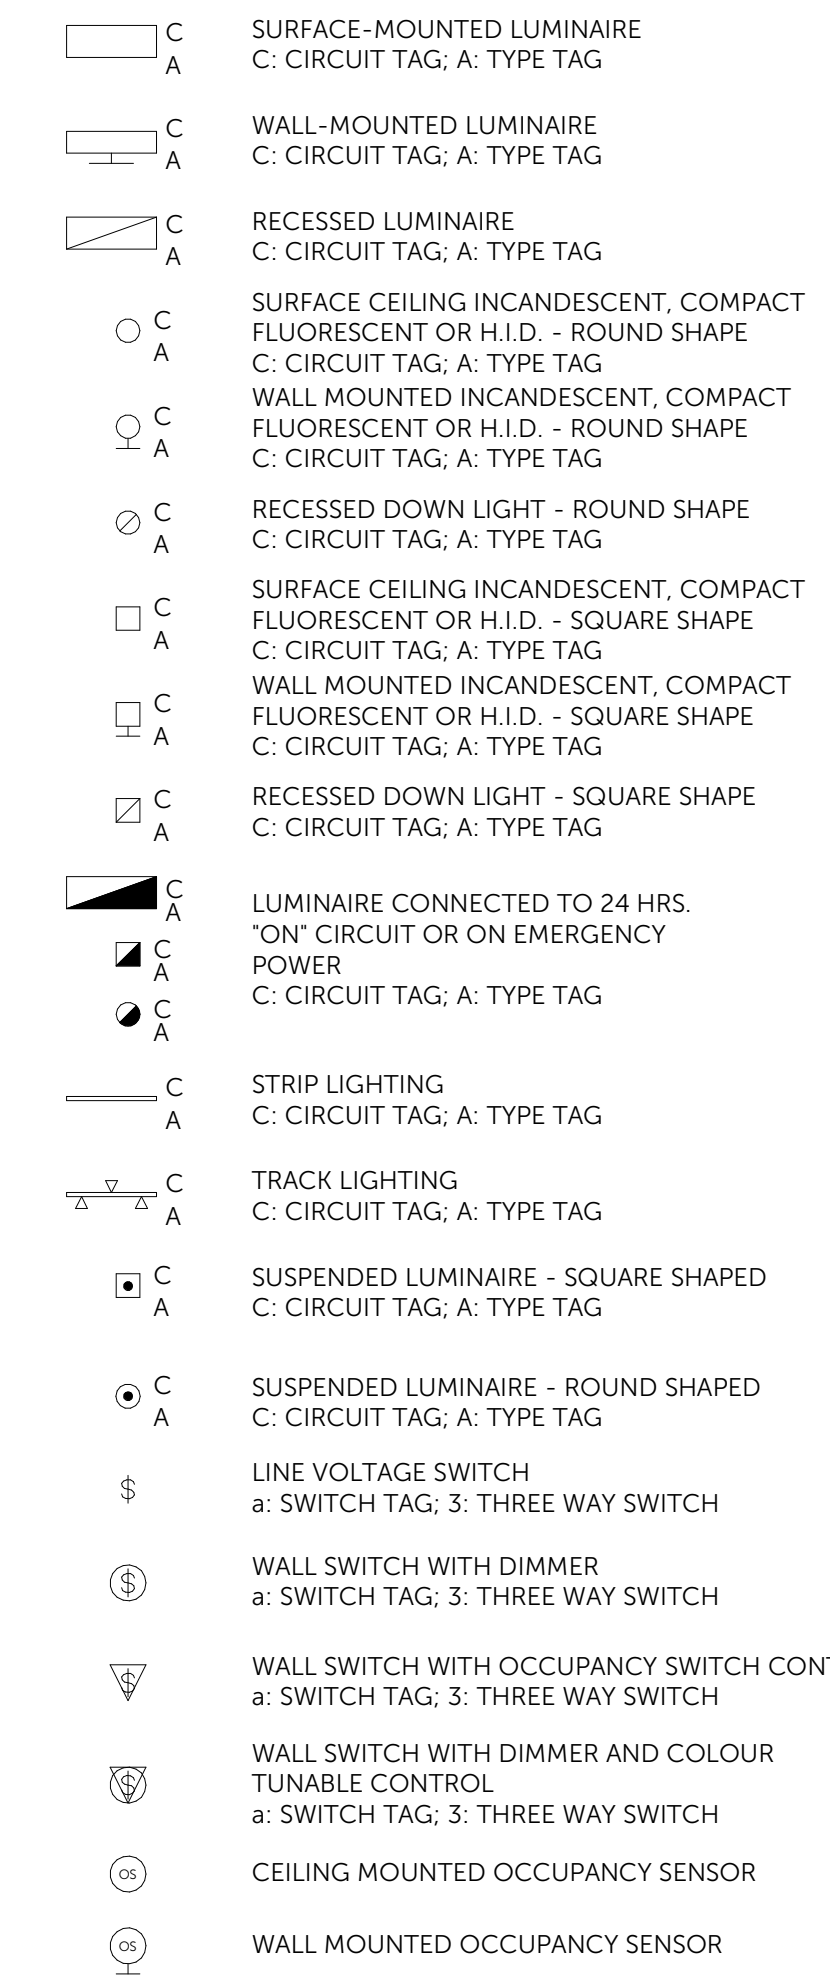 C SURFACE-MOUNTED LUMINAIRE
A C: CIRCUIT TAG; A: TYPE TAG
C WALL-MOUNTED LUMINAIRE
A C: CIRCUIT TAG; A: TYPE TAG
C RECESSED LUMINAIRE
A C: CIRCUIT TAG; A: TYPE TAG
SURFACE CEILING INCANDESCENT, COMPACT
C FLUORESCENT OR H.I.D. - ROUND SHAPE
A C: CIRCUIT TAG; A: TYPE TAG
WALL MOUNTED INCANDESCENT, COMPACT
C FLUORESCENT OR H.I.D. - ROUND SHAPE
A C: CIRCUIT TAG; A: TYPE TAG
C RECESSED DOWN LIGHT - ROUND SHAPE
A C: CIRCUIT TAG; A: TYPE TAG
SURFACE CEILING INCANDESCENT, COMPACT
C FLUORESCENT OR H.I.D. - SQUARE SHAPE
A C: CIRCUIT TAG; A: TYPE TAG
WALL MOUNTED INCANDESCENT, COMPACT
C FLUORESCENT OR H.I.D. - SQUARE SHAPE
A C: CIRCUIT TAG; A: TYPE TAG
C RECESSED DOWN LIGHT - SQUARE SHAPE
A C: CIRCUIT TAG; A: TYPE TAG
C
A LUMINAIRE CONNECTED TO 24 HRS.
C "ON" CIRCUIT OR ON EMERGENCY
A POWER
C C: CIRCUIT TAG; A: TYPE TAG
A
C STRIP LIGHTING
A C: CIRCUIT TAG; A: TYPE TAG
C TRACK LIGHTING
A C: CIRCUIT TAG; A: TYPE TAG
C SUSPENDED LUMINAIRE - SQUARE SHAPED
A C: CIRCUIT TAG; A: TYPE TAG
C SUSPENDED LUMINAIRE - ROUND SHAPED
A C: CIRCUIT TAG; A: TYPE TAG
$ LINE VOLTAGE SWITCH
a: SWITCH TAG; 3: THREE WAY SWITCH
$ WALL SWITCH WITH DIMMER
a: SWITCH TAG; 3: THREE WAY SWITCH
$ WALL SWITCH WITH OCCUPANCY SWITCH
a: SWITCH TAG; 3: THREE WAY SWITCH
WALL SWITCH WITH DIMMER AND COLOUR
$ TUNABLE CONTROL
a: SWITCH TAG; 3: THREE WAY SWITCH
OS CEILING MOUNTED OCCUPANCY SENSOR
OS WALL MOUNTED OCCUPANCY SENSOR